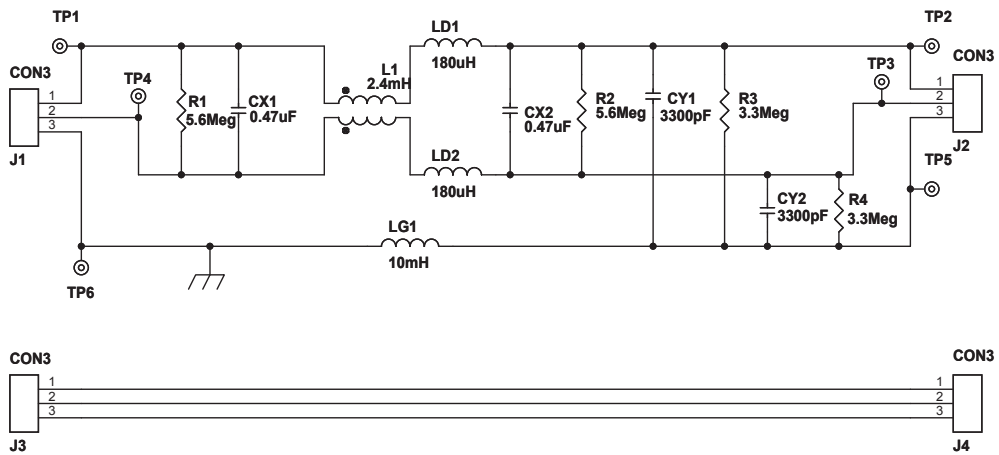 TP1
LD1
TP2
CON3
TP4
L1
2.4mH
180uH
TP3
CON3
1
2
3
R1
5.6Meg
CX1
0.47uF
CX2
0.47uF
R2
5.6Meg
CY1
3300pF
R3
3.3Meg
1
2
3
J1
J2
LD2
180uH
TP5
CY2
3300pF
R4
3.3Meg
LG1
10mH
TP6
CON3
CON3
1
2
3
1
2
3
J3
J4